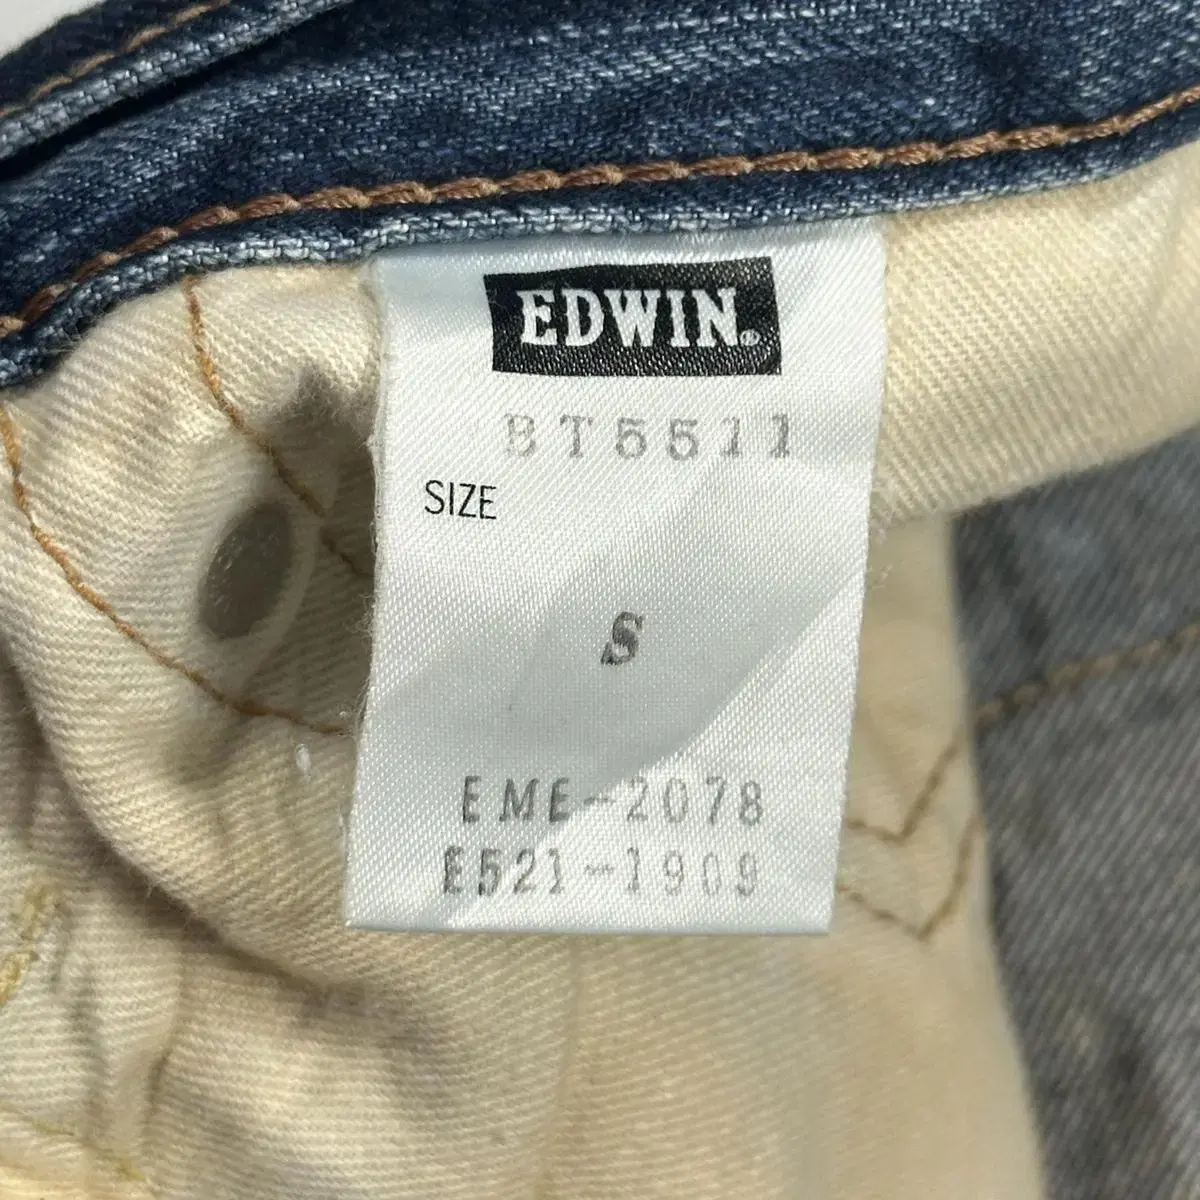 EDWIN®
BT5511
SIZE
S
EME-2078
E521-1909